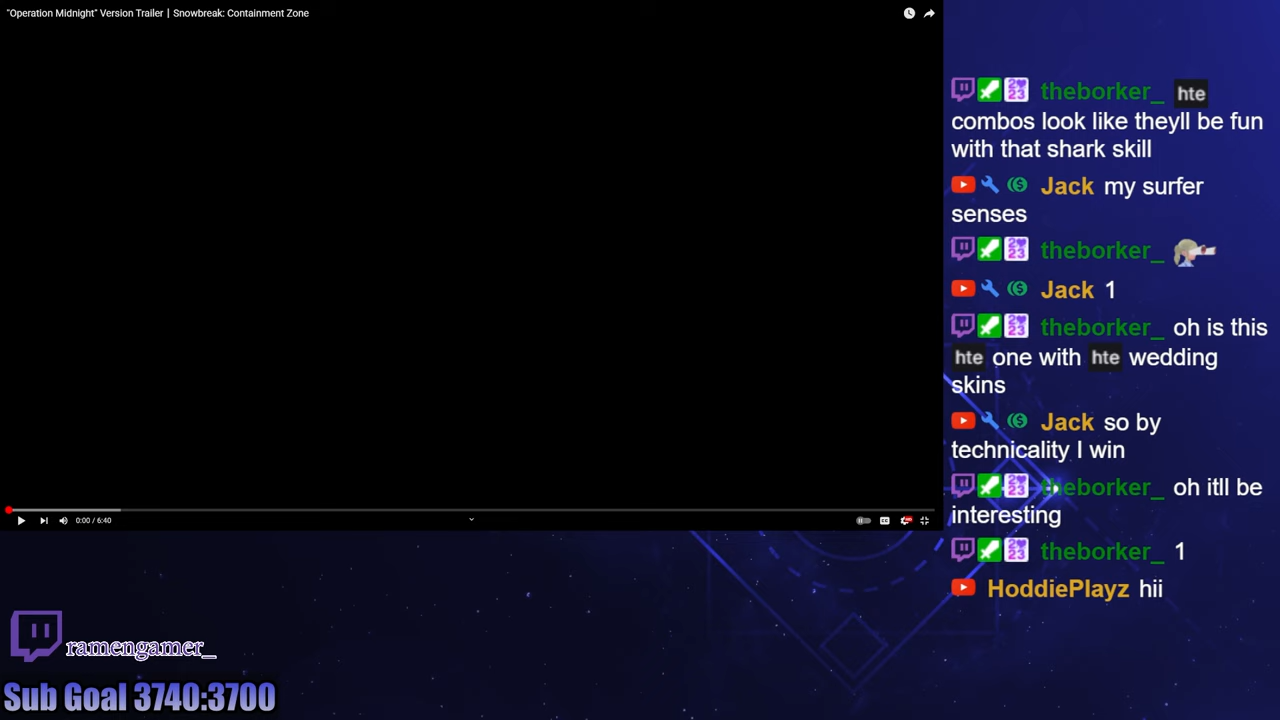 "Operation Midnight" Version Trailer | Snowbreak: Containment Zone
0:00 / 6:40
theborker_ hte
combos look like theyll be fun
with that shark skill
Jack my surfer
senses
theborker_
Jack 1
theborker_ oh is this
hte one with hte wedding
skins
Jack so by
technicality I win
theborker_ oh itll be
interesting
theborker_ 1
HoddiePlayz hii
ramengamer_
Sub Goal 3740:3700